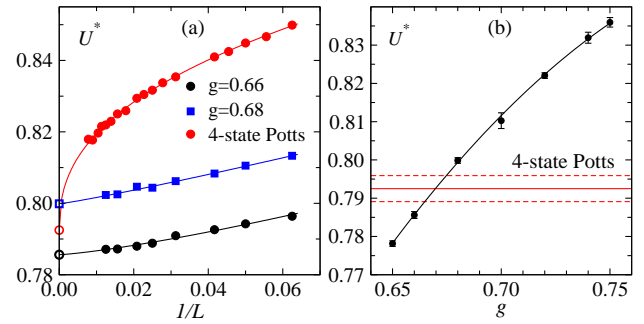 U* (a)
0.84
0.82
0.80
0.78
g=0.66
g=0.68
4-state Potts
0.00 0.02 0.04 0.06
1/L
U* (b)
0.83
0.82
0.81
0.80
0.79
0.78
0.77
4-state Potts
0.65 0.70 0.75
g